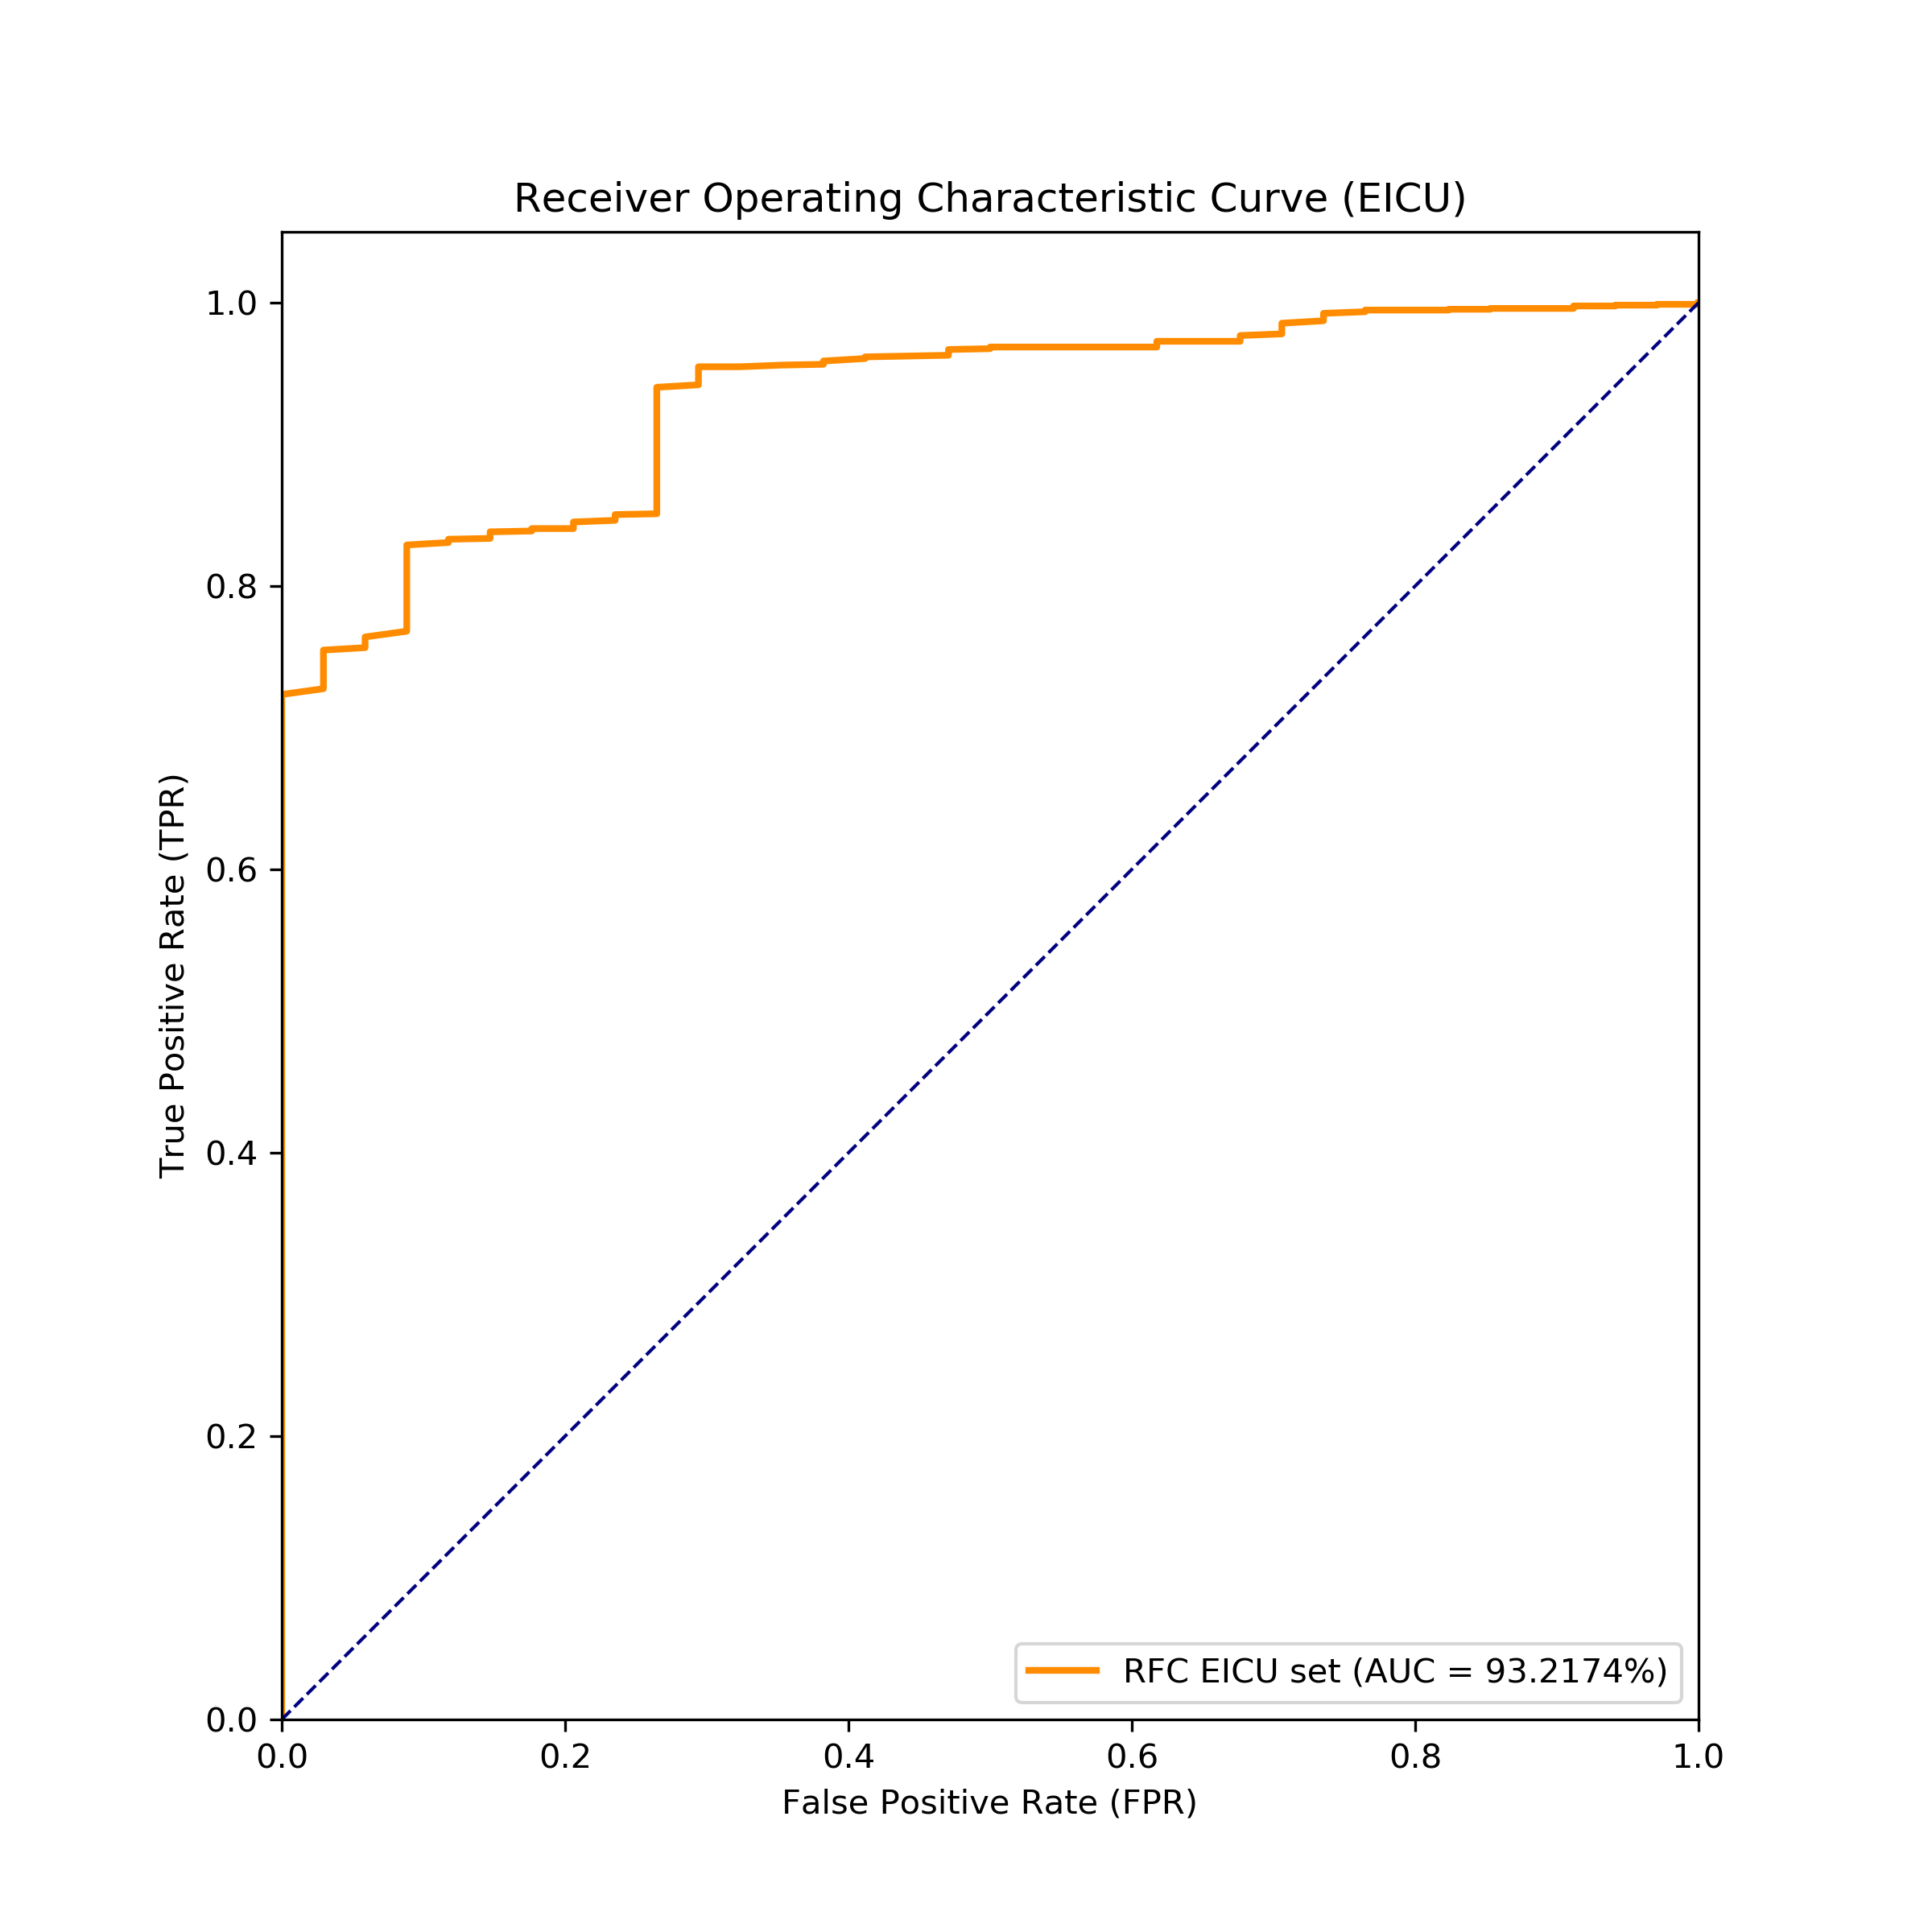 Receiver Operating Characteristic Curve (EICU)
True Positive Rate (TPR)
1.0
0.8
0.6
0.4
0.2
0.0
RFC EICU set (AUC = 93.2174%)
0.0 0.2 0.4 0.6 0.8 1.0
False Positive Rate (FPR)